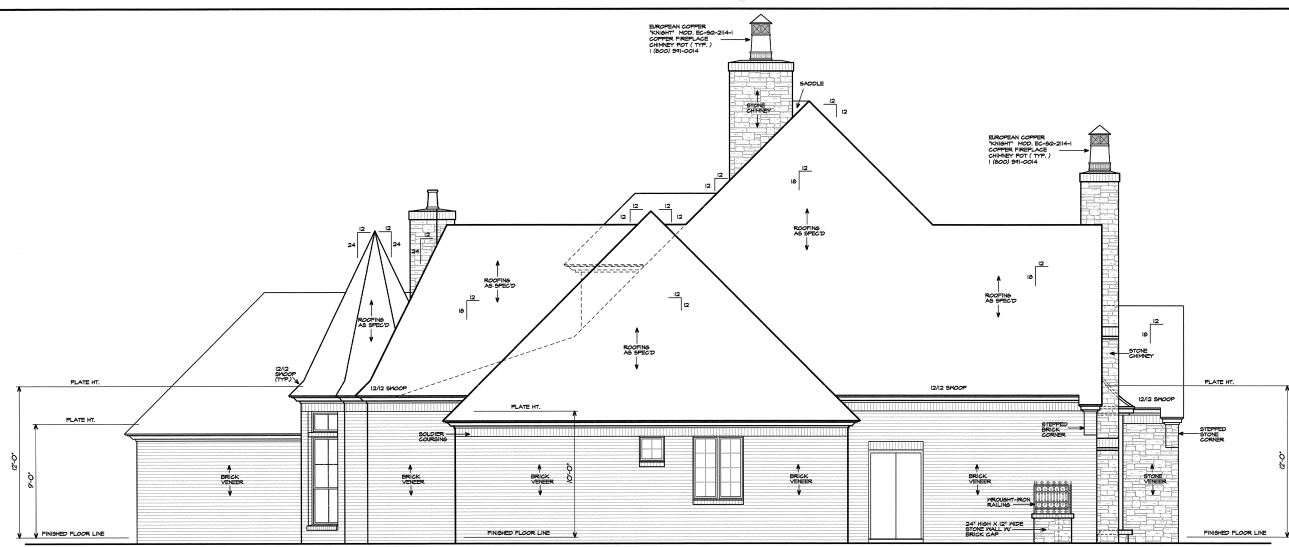 EUROPEAN COPPER
"KNIGHT" MOD. EC-SQ-2114-1
COPPER FIREPLACE
CHIMNEY POT ( TYP. )
1 (800) 391-0014
SADDLE
12
12
STONE
CHIMNEY
EUROPEAN COPPER
"KNIGHT" MOD. EC-SQ-2114-1
COPPER FIREPLACE
CHIMNEY POT ( TYP. )
1 (800) 391-0014
12
12
12
18
12
12
12
12
ROOFING
AS SPEC'D
12
12
24
24
12
24
12
18
ROOFING
AS SPEC'D
12
18
ROOFING
AS SPEC'D
12
12
ROOFING
AS SPEC'D
ROOFING
AS SPEC'D
12
18
STONE
CHIMNEY
12/12
SWOOP
(TYP.)
12/12 SWOOP
12/12 SWOOP
12/12 SWOOP
PLATE HT.
PLATE HT.
PLATE HT.
PLATE HT.
SOLDIER
COURSING
STEPPED
BRICK
CORNER
STEPPED
STONE
CORNER
12'-0"
9'-0"
10'-0"
12'-0"
BRICK
VENEER
BRICK
VENEER
BRICK
VENEER
BRICK
VENEER
BRICK
VENEER
STONE
VENEER
WROUGHT-IRON
RAILING
24" HIGH X 12" WIDE
STONE WALL W/
BRICK CAP
FINISHED FLOOR LINE
FINISHED FLOOR LINE
FINISHED FLOOR LINE